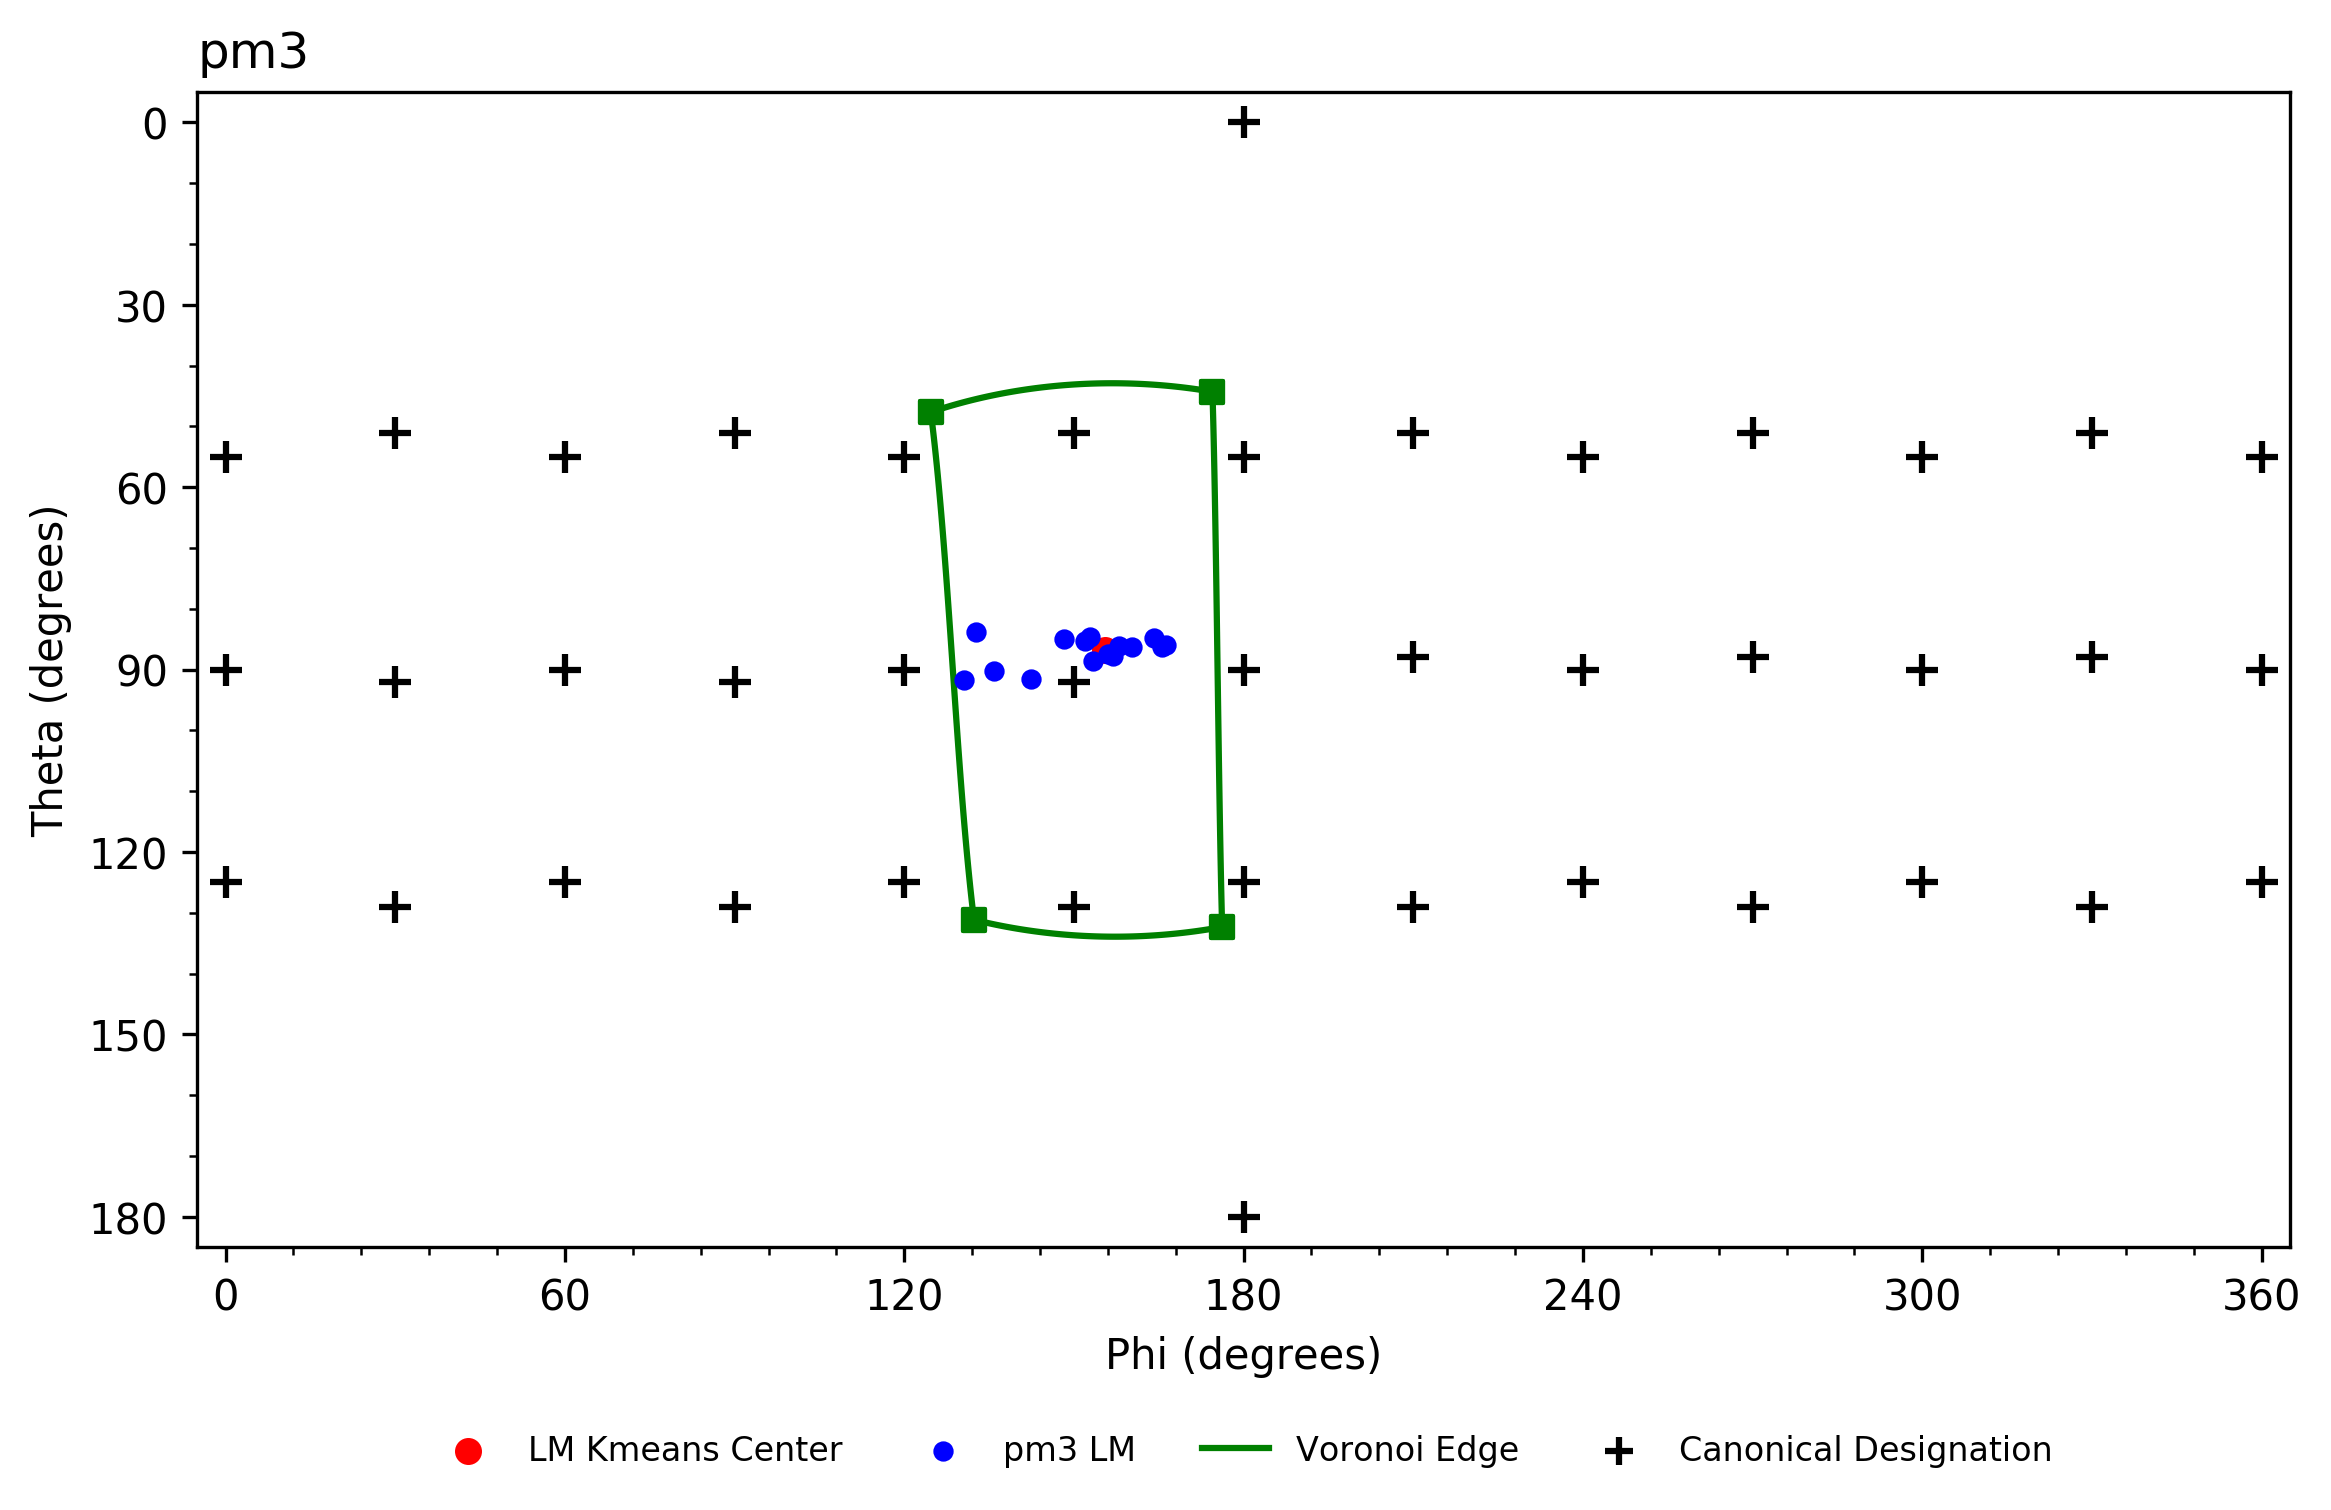 pm3
0
30
60
90
120
150
180
Theta (degrees)
0 60 120 180 240 300 360
Phi (degrees)
LM Kmeans Center pm3 LM Voronoi Edge Canonical Designation